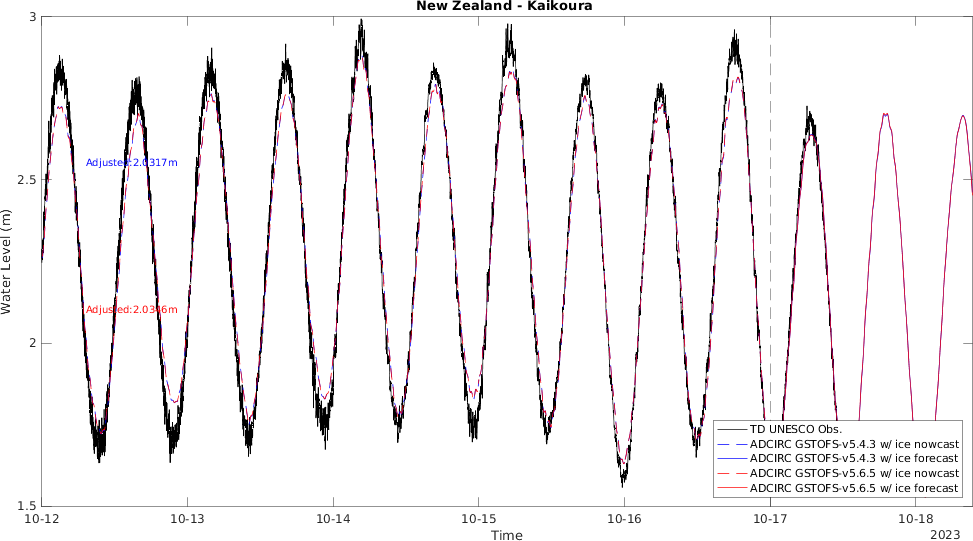 New Zealand - Kaikoura
3
2.5
2
1.5
Water Level (m)
Adjusted:2.0317m
Adjusted:2.0346m
TD UNESCO Obs.
ADCIRC GSTOFS-v5.4.3 w/ ice nowcast
ADCIRC GSTOFS-v5.4.3 w/ ice forecast
ADCIRC GSTOFS-v5.6.5 w/ ice nowcast
ADCIRC GSTOFS-v5.6.5 w/ ice forecast
10-12 10-13 10-14 10-15 10-16 10-17 10-18
Time
2023